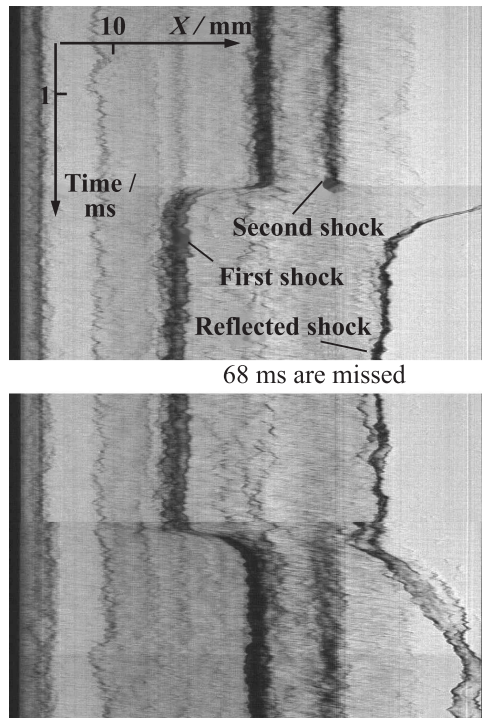 X / mm
10
1
Time /
ms
Second shock
First shock
Reflected shock
68 ms are missed